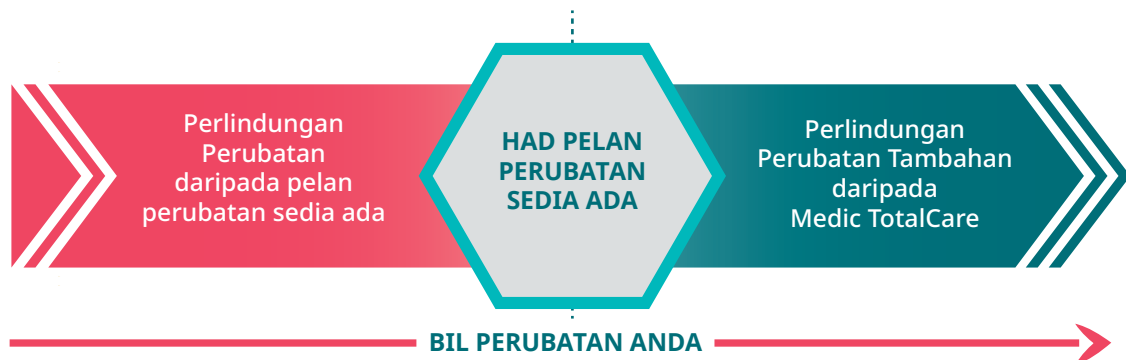 Perlindungan
Perubatan
daripada pelan
perubatan sedia ada
HAD PELAN
PERUBATAN
SEDIA ADA
Perlindungan
Perubatan Tambahan
daripada
Medic TotalCare
BIL PERUBATAN ANDA